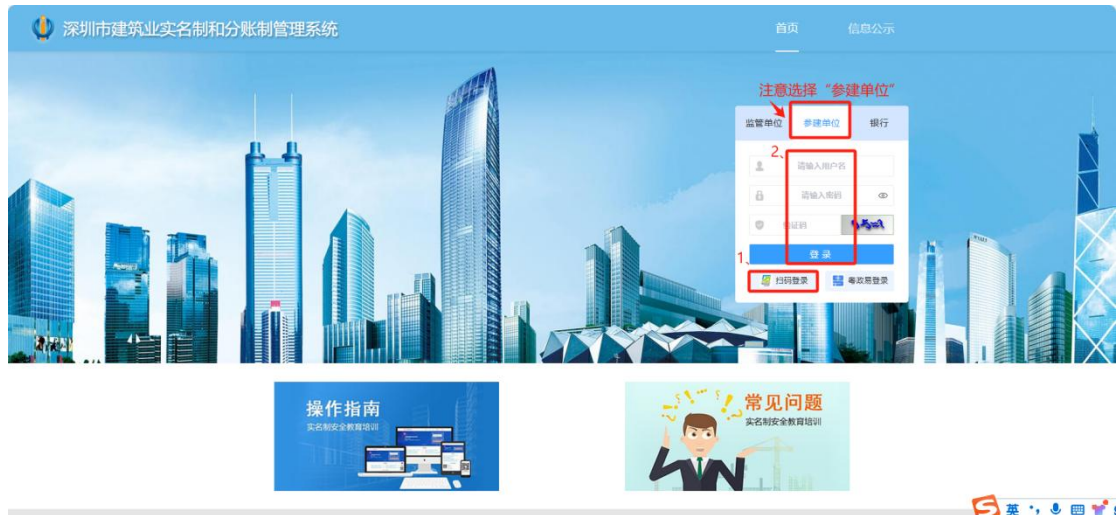 深圳市建筑业实名制和分账制管理系统
首页
信息公示
注意选择“参建单位”
监管单位
参建单位
银行
2、
请输入用户名
请输入密码
验证码
登录
1、
扫码登录
粤政易登录
操作指南
实名制安全教育培训
常见问题
实名制安全教育培训
英